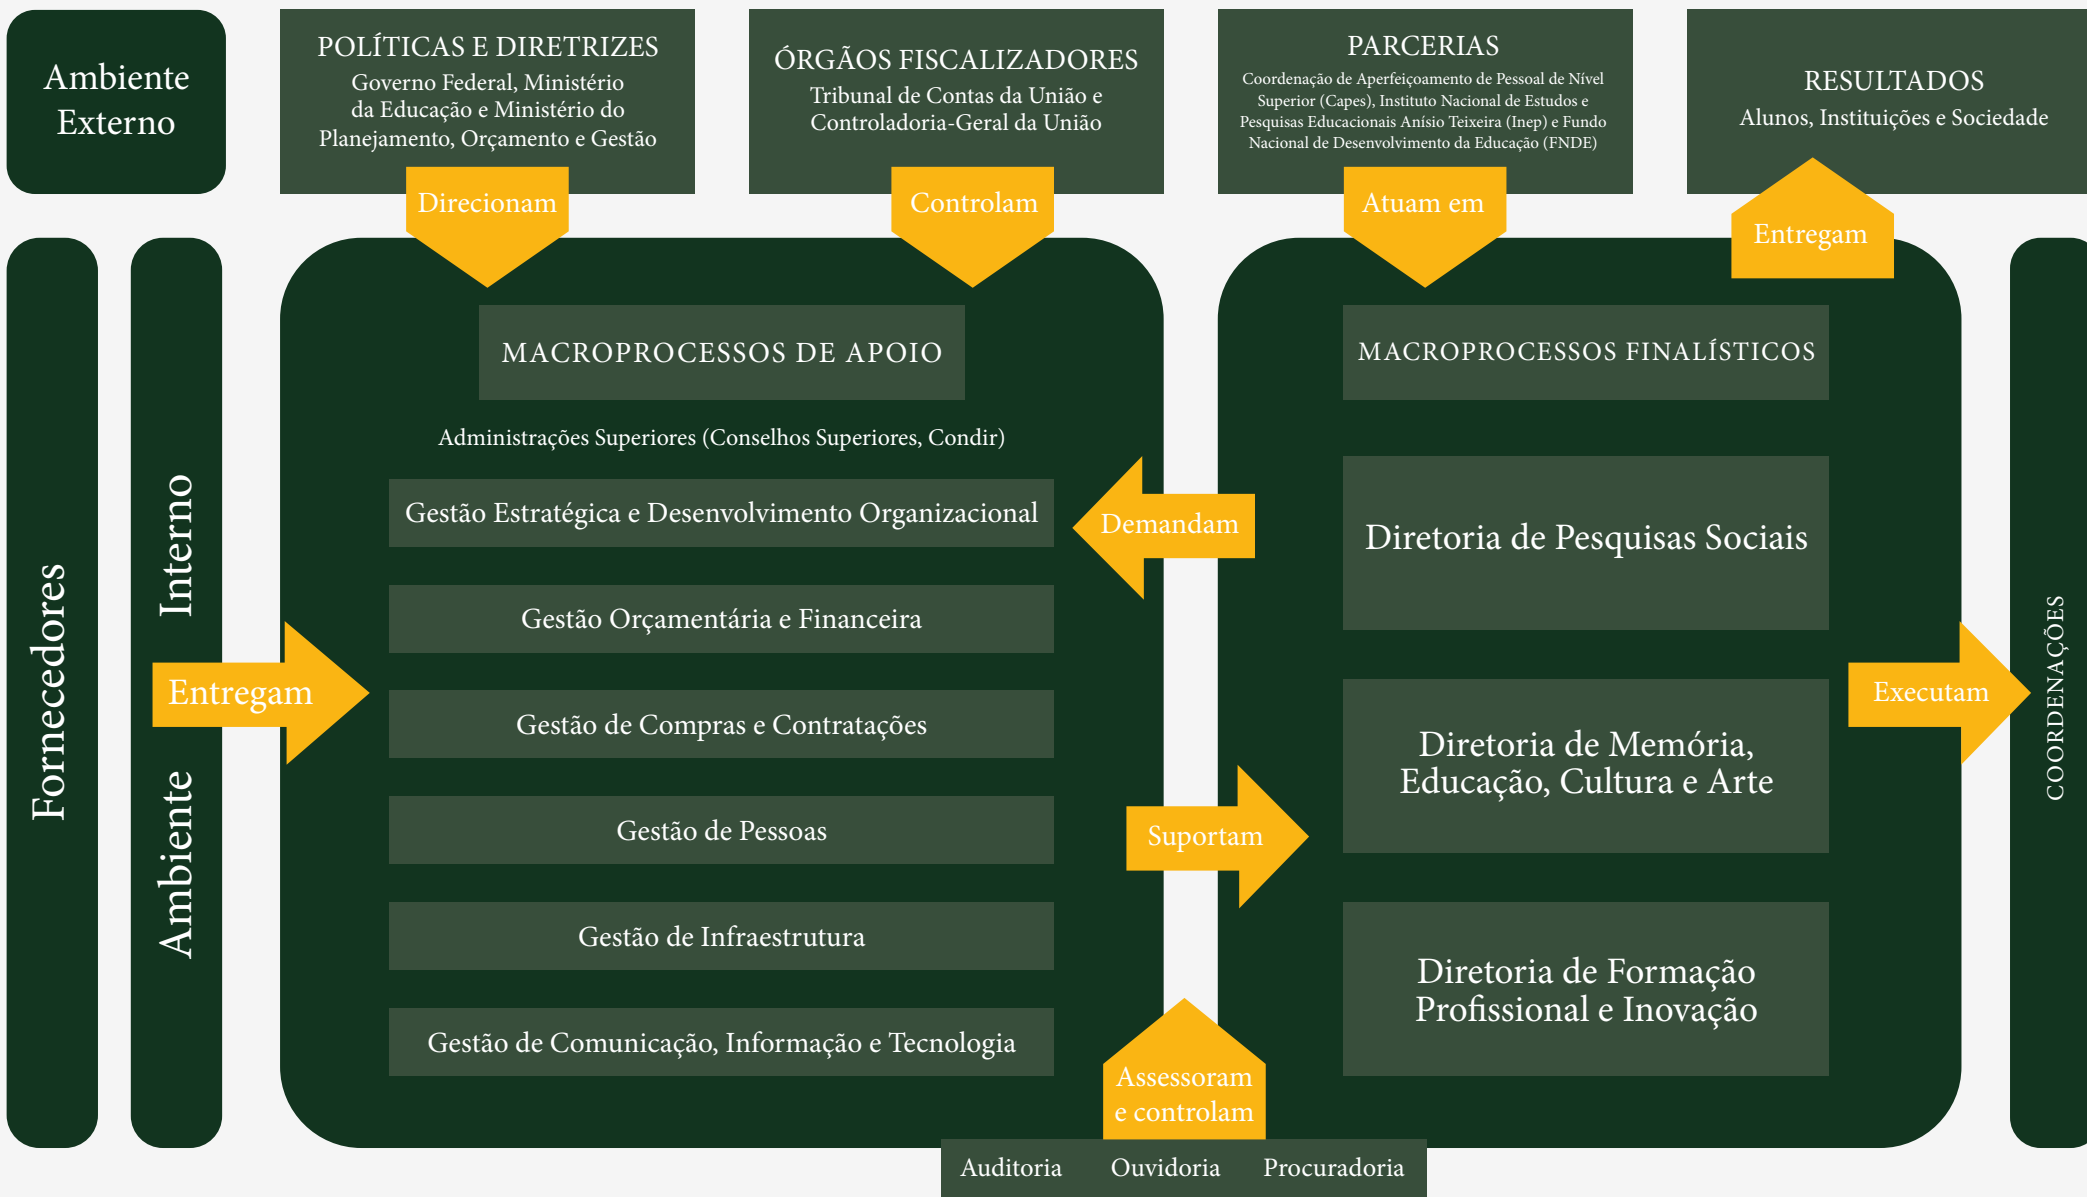 Ambiente
Externo
POLÍTICAS E DIRETRIZES
Governo Federal, Ministério
da Educação e Ministério do
Planejamento, Orçamento e Gestão
ÓRGÃOS FISCALIZADORES
Tribunal de Contas da União e
Controladoria-Geral da União
PARCERIAS
Coordenação de Aperfeiçoamento de Pessoal de Nível
Superior (Capes), Instituto Nacional de Estudos e
Pesquisas Educacionais Anísio Teixeira (Inep) e Fundo
Nacional de Desenvolvimento da Educação (FNDE)
RESULTADOS
Alunos, Instituições e Sociedade
Direcionam
Controlam
Atuam em
Entregam
Fornecedores
Ambiente Interno
Entregam
MACROPROCESSOS DE APOIO
Administrações Superiores (Conselhos Superiores, Condir)
Gestão Estratégica e Desenvolvimento Organizacional
Gestão Orçamentária e Financeira
Gestão de Compras e Contratações
Gestão de Pessoas
Gestão de Infraestrutura
Gestão de Comunicação, Informação e Tecnologia
Demandam
Suportam
MACROPROCESSOS FINALÍSTICOS
Diretoria de Pesquisas Sociais
Diretoria de Memória,
Educação, Cultura e Arte
Diretoria de Formação
Profissional e Inovação
Executam
COORDENAÇÕES
Assessoram
e controlam
Auditoria Ouvidoria Procuradoria